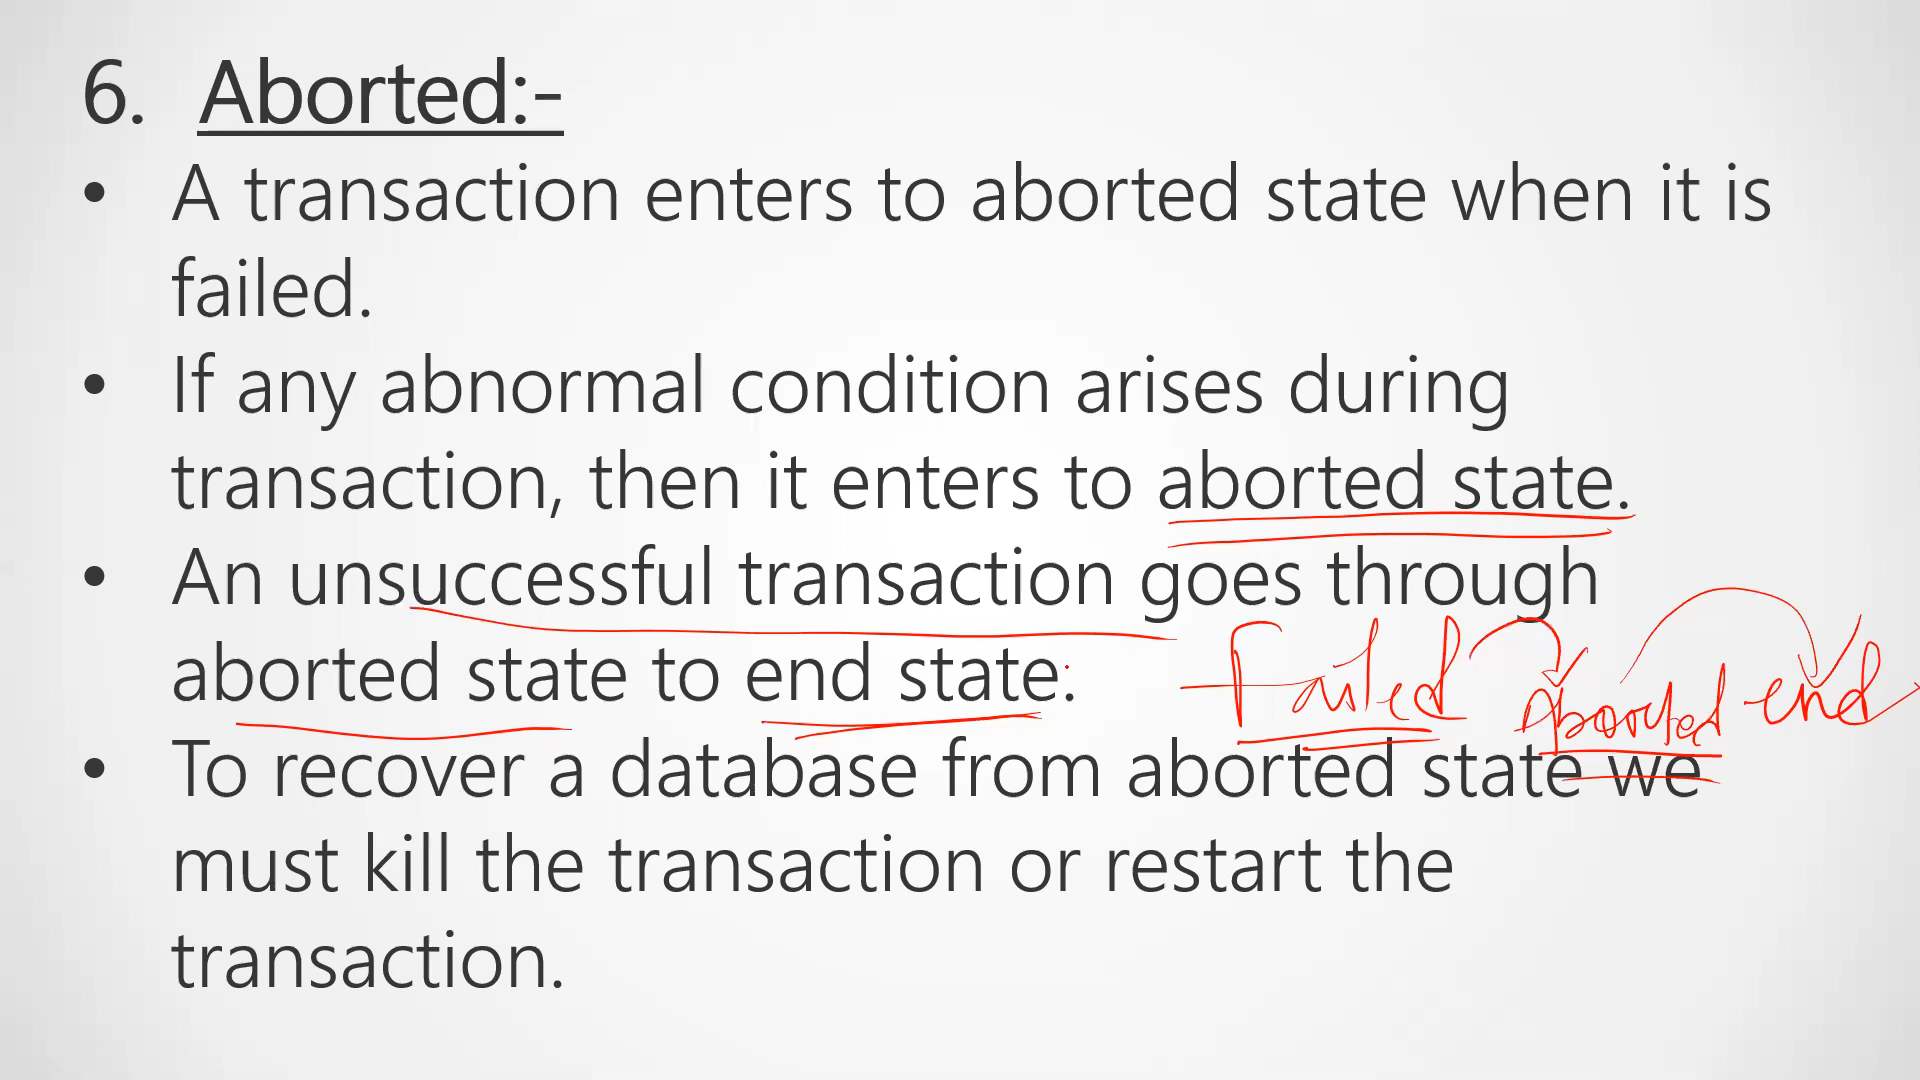 6. Aborted:-
• A transaction enters to aborted state when it is
failed.
• If any abnormal condition arises during
transaction, then it enters to aborted state.
• An unsuccessful transaction goes through
aborted state to end state.
Failed Aborted end
• To recover a database from aborted state we
must kill the transaction or restart the
transaction.